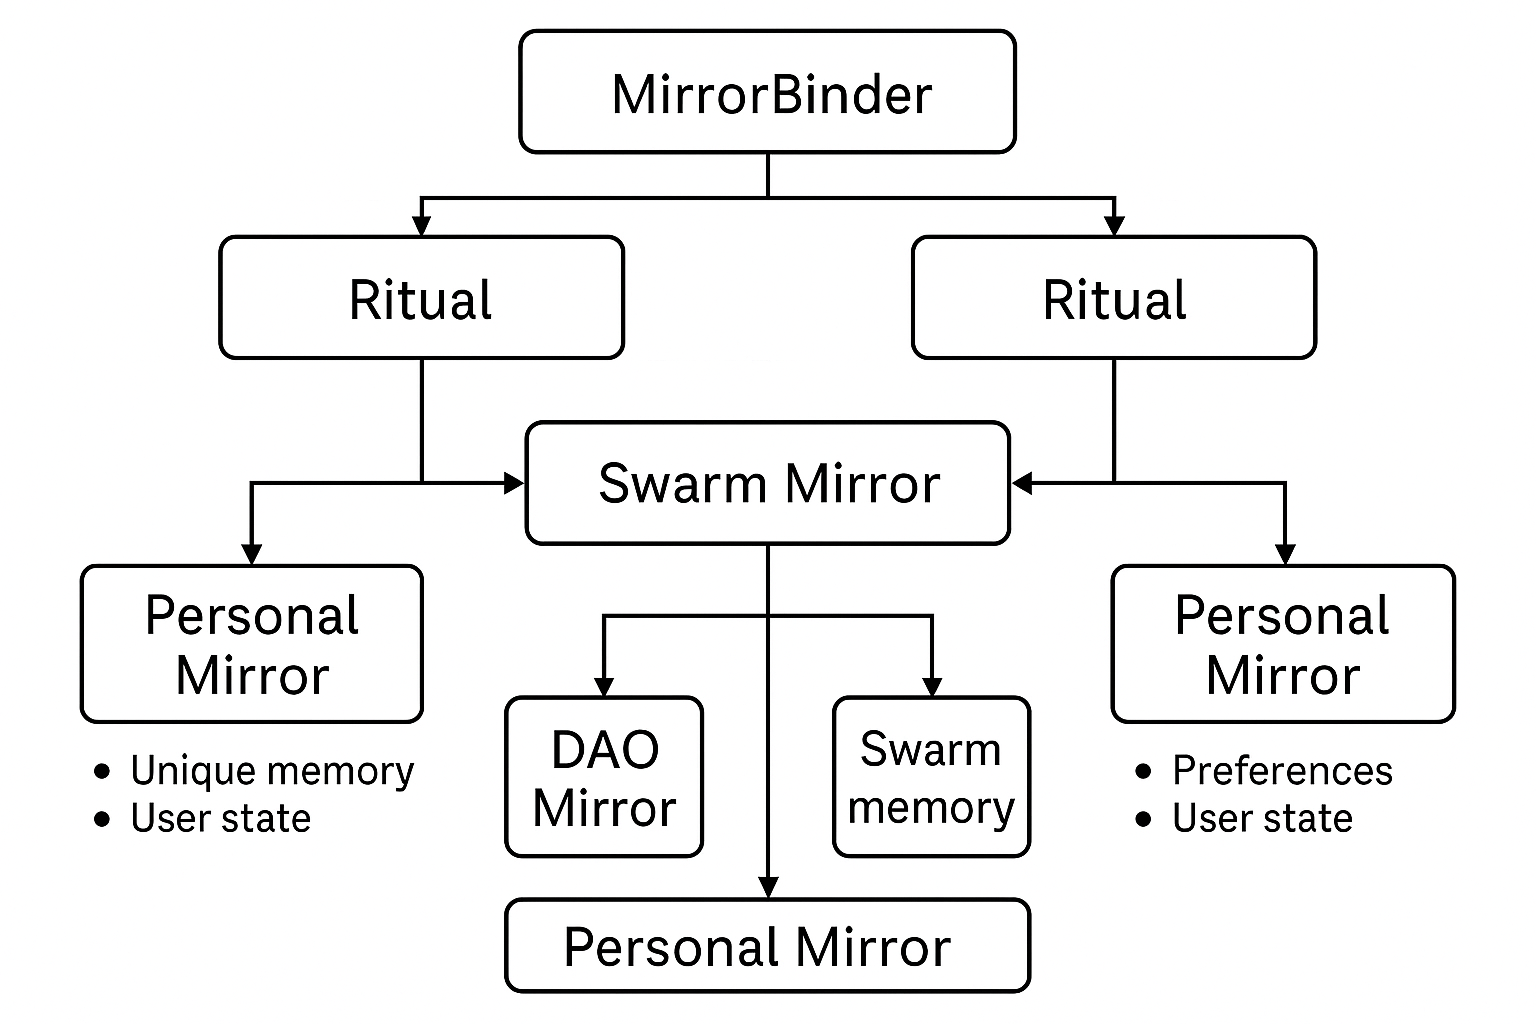 MirrorBinder
Ritual
Ritual
Swarm Mirror
Personal
Mirror
• Unique memory
• User state
DAO
Mirror
Swarm
memory
Personal
Mirror
• Preferences
• User state
Personal Mirror